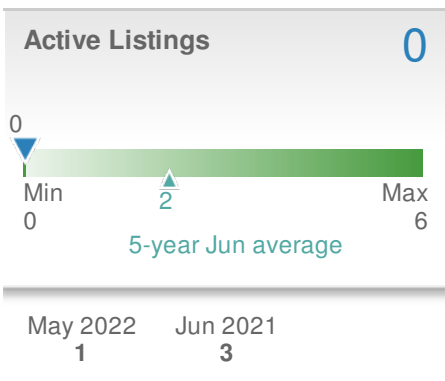 Active Listings 0
0
Min Max
2
0 6
5-year Jun average
May 2022 Jun 2021
1 3